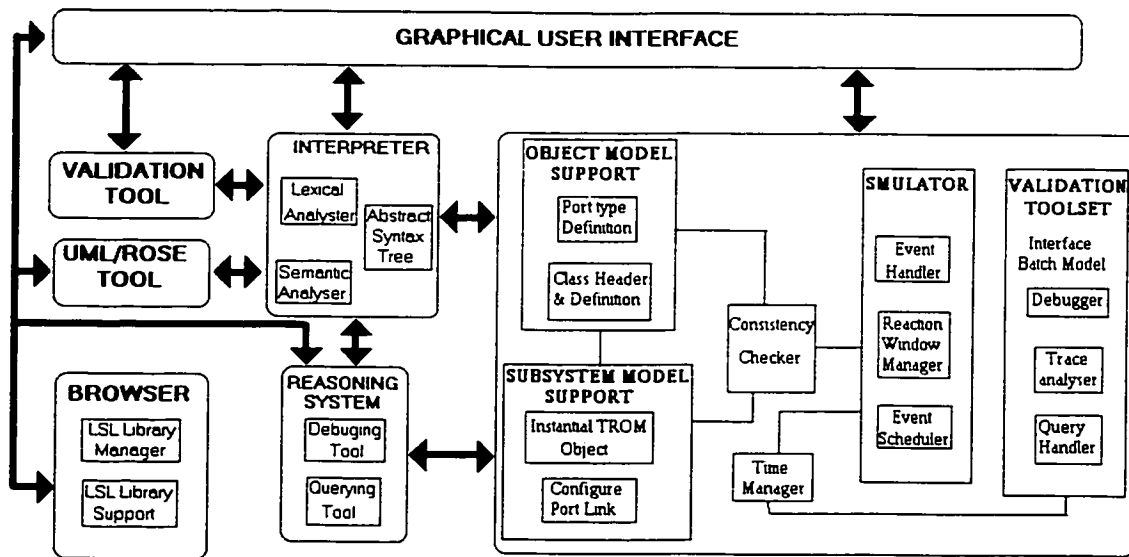 GRAPHICAL USER INTERFACE
VALIDATION
TOOL
UML/ROSE
TOOL
BROWSER
LSL Library
Manager
LSL Library
Support
INTERPRETER
Lexical
Analyster
Abstract
Syntax
Tree
Semantic
Analyser
REASONING
SYSTEM
Debuging
Tool
Querying
Tool
OBJECT MODEL
SUPPORT
Port type
Definition
Class Header
& Definition
SUBSYSTEM MODEL
SUPPORT
Instantial TROM
Object
Configure
Port Link
Consistency
Checker
Time
Manager
SMULATOR
Event
Handler
Reaction
Window
Manager
Event
Scheduler
VALIDATION
TOOLSET
Interface
Batch Model
Debugger
Trace
analyser
Query
Handler